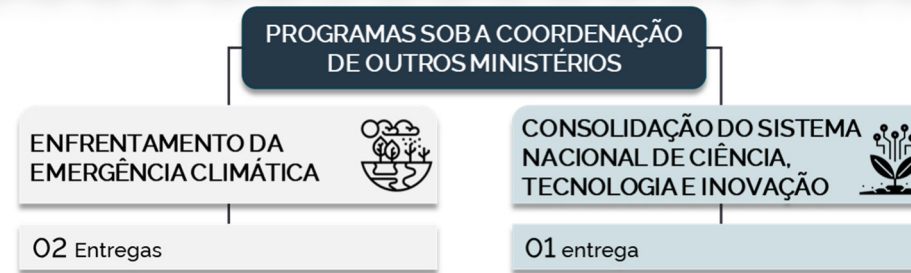 PROGRAMAS SOB A COORDENAÇÃO
DE OUTROS MINISTÉRIOS
ENFRENTAMENTO DA
EMERGÊNCIA CLIMÁTICA
02 Entregas
CONSOLIDAÇÃO DO SISTEMA
NACIONAL DE CIÊNCIA,
TECNOLOGIA E INOVAÇÃO
01 entrega